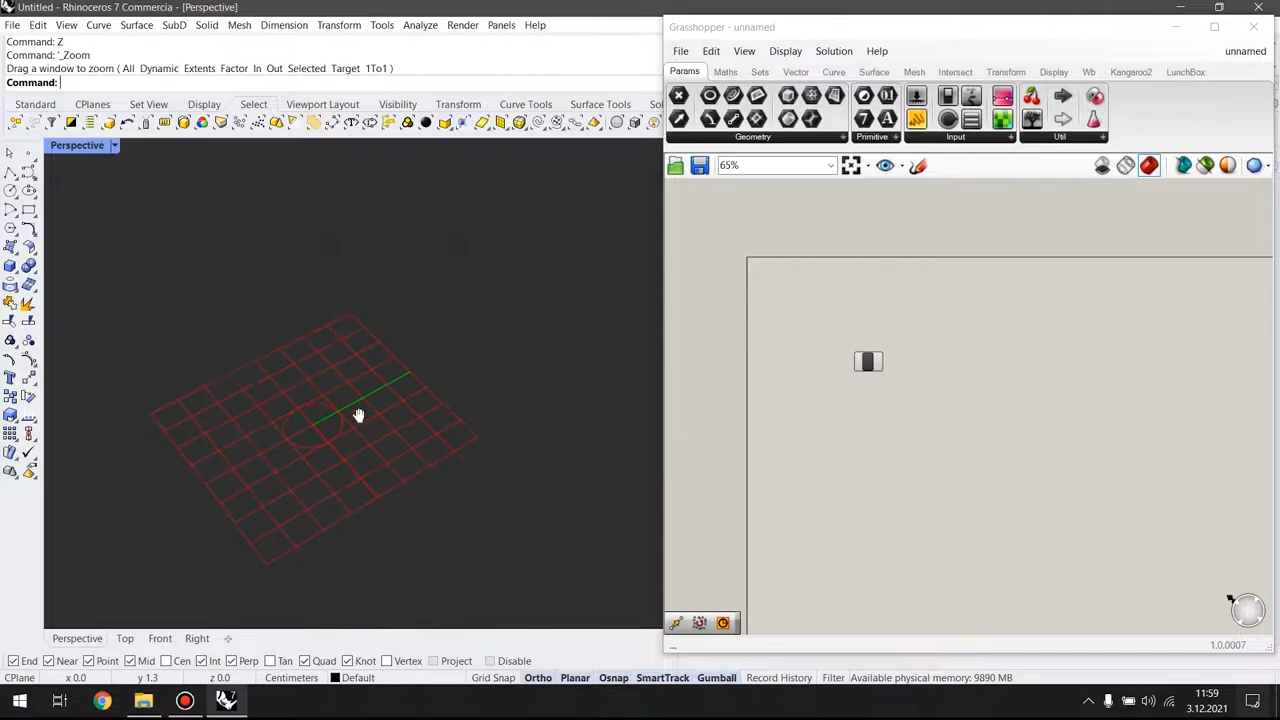 Untitled - Rhinoceros 7 Commercia - [Perspective]
File Edit View Curve Surface SubD Solid Mesh Dimension Transform Tools Analyze Render Panels Help
Command: Z
Command: '_Zoom
Drag a window to zoom ( All Dynamic Extents Factor In Out Selected Target 1To1 )
Command:
Standard CPlanes Set View Display Select Viewport Layout Visibility Transform Curve Tools Surface Tools So
Perspective
Grasshopper - unnamed
File Edit View Display Solution Help unnamed
Params Maths Sets Vector Curve Surface Mesh Intersect Transform Display Wb Kangaroo2 LunchBox
Geometry Primitive Input Util
65%
1.0.0007
Perspective Top Front Right
End Near Point Mid Cen Int Perp Tan Quad Knot Vertex Project Disable
CPlane x 0.0 y 1.3 z 0.0 Centimeters Default Grid Snap Ortho Planar Osnap SmartTrack Gumball Record History Filter Available physical memory: 9890 MB
11:59
3.12.2021